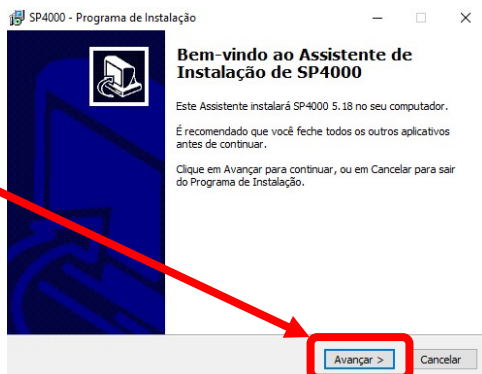 SP4000 - Programa de Instalação
Bem-vindo ao Assistente de
Instalação de SP4000
Este Assistente instalará SP4000 5.18 no seu computador.
É recomendado que você feche todos os outros aplicativos
antes de continuar.
Clique em Avançar para continuar, ou em Cancelar para sair
do Programa de Instalação.
Avançar >
Cancelar